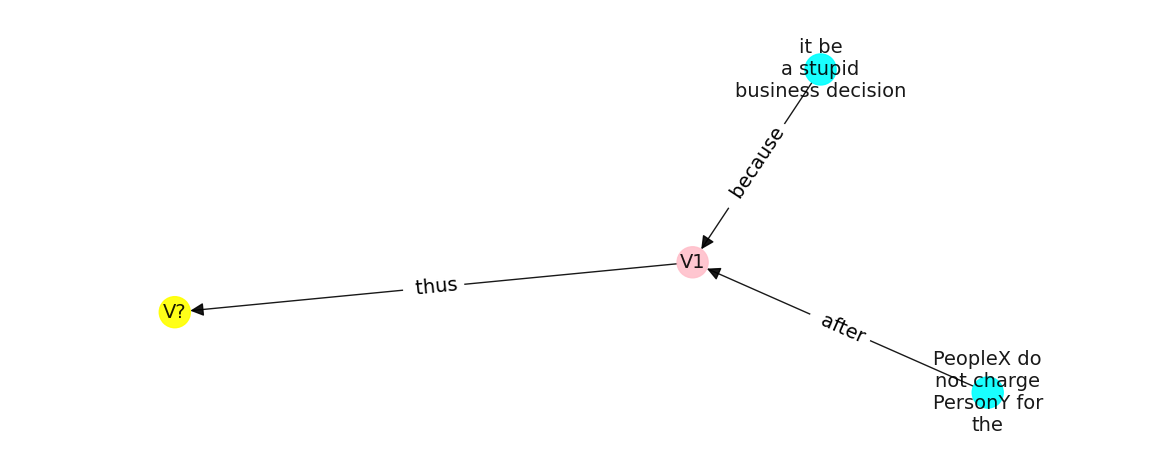 it be
a stupid
business decision
because
V1
thus
V?
after
PeopleX do
not charge
PersonY for
the